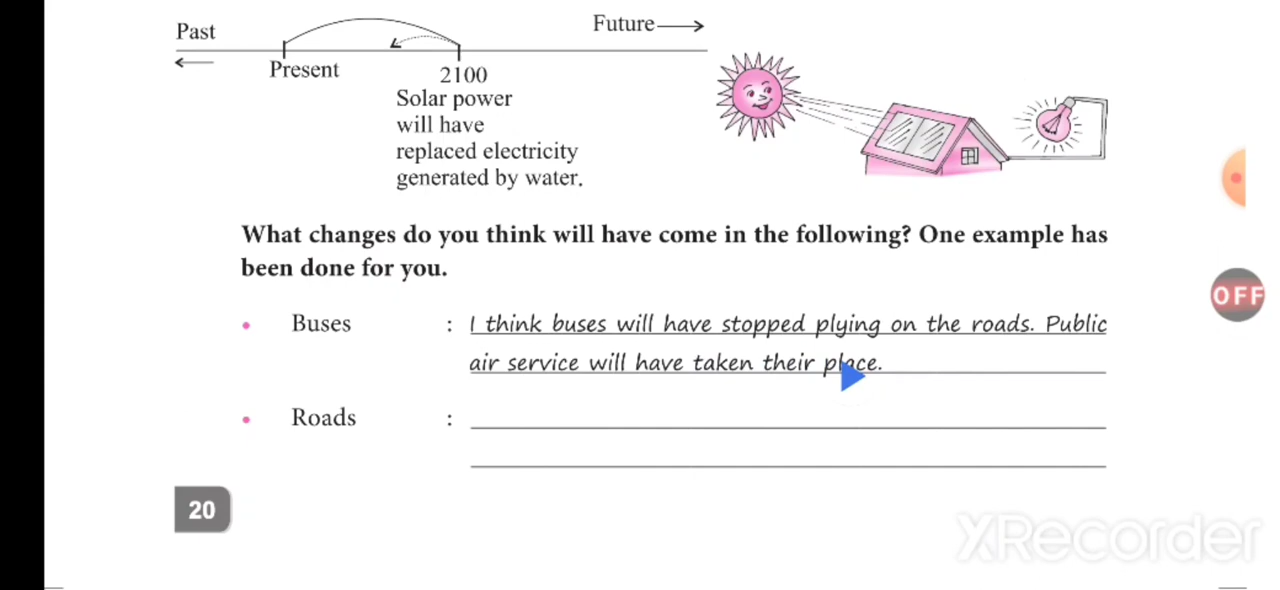 Past
Future
Present
2100
Solar power
will have
replaced electricity
generated by water.
What changes do you think will have come in the following? One example has
been done for you.
• Buses : I think buses will have stopped plying on the roads. Public
air service will have taken their place.
• Roads :
20
OFF
XRecorder